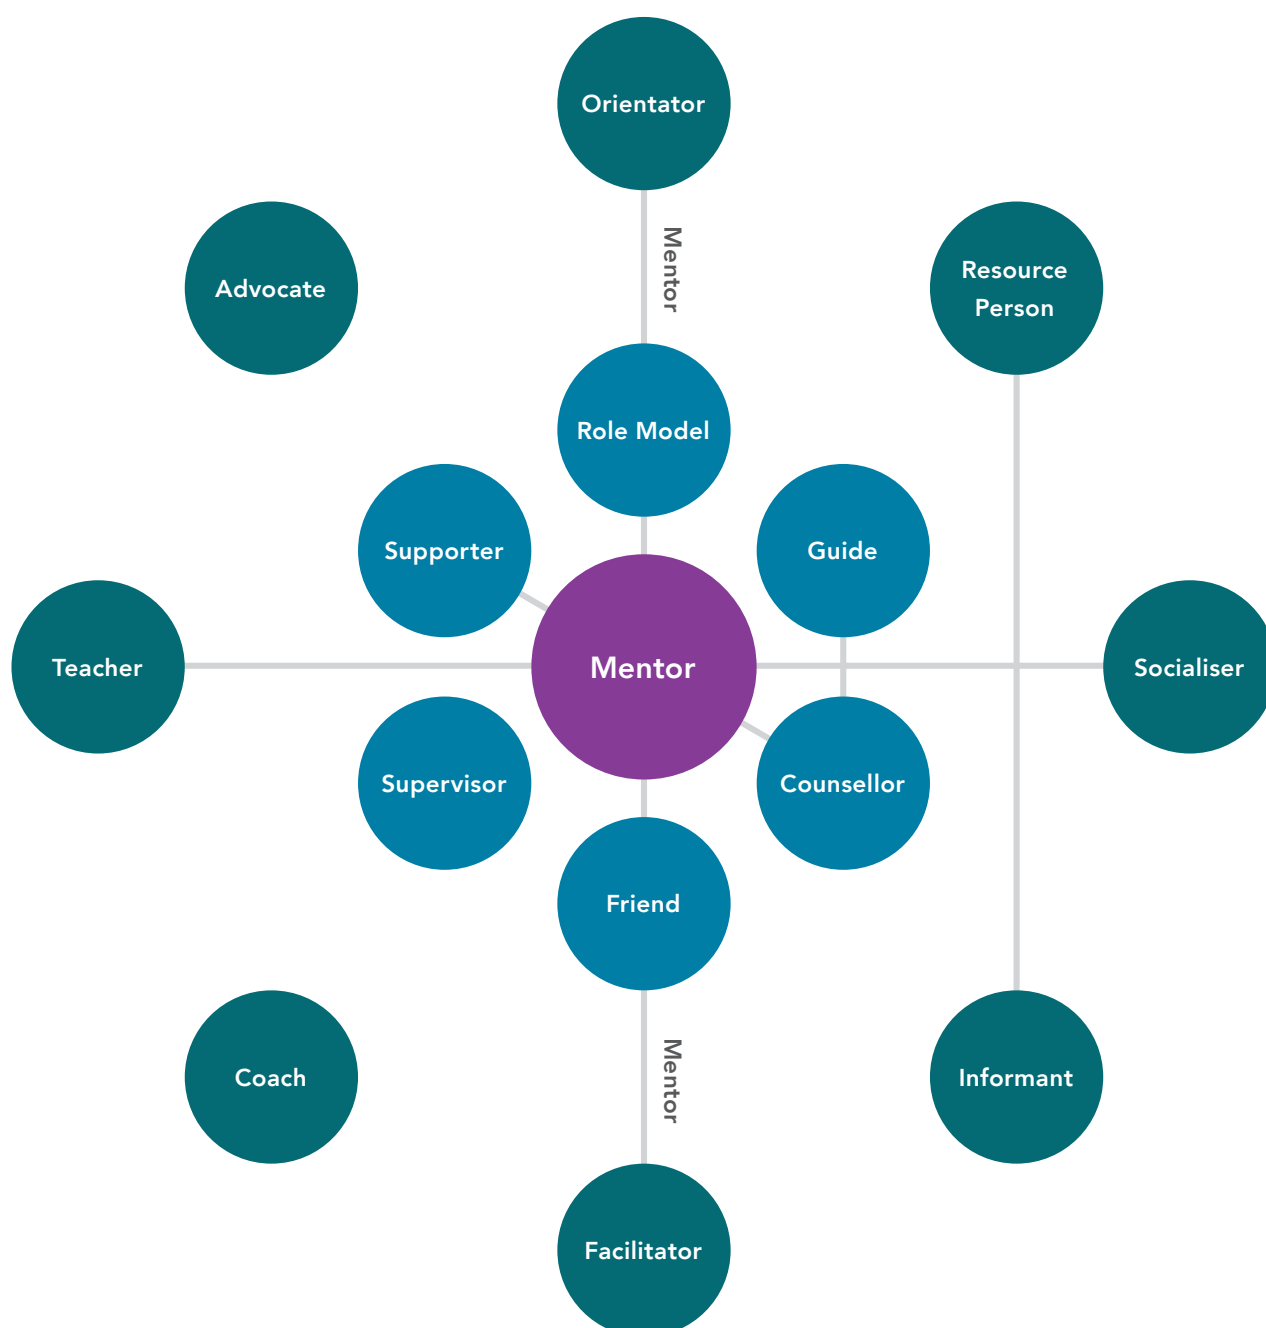 Orientator
Mentor
Advocate
Resource
Person
Role Model
Supporter
Guide
Teacher
Mentor
Socialiser
Supervisor
Counsellor
Friend
Mentor
Coach
Informant
Facilitator